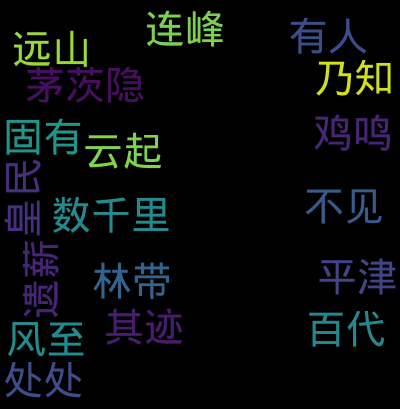 连峰
有人
远山
乃知
茅茨隐
固有
云起
鸡鸣
皇民
数千里
不见
遗薪
林带
平津
其迹
风至
百代
处处